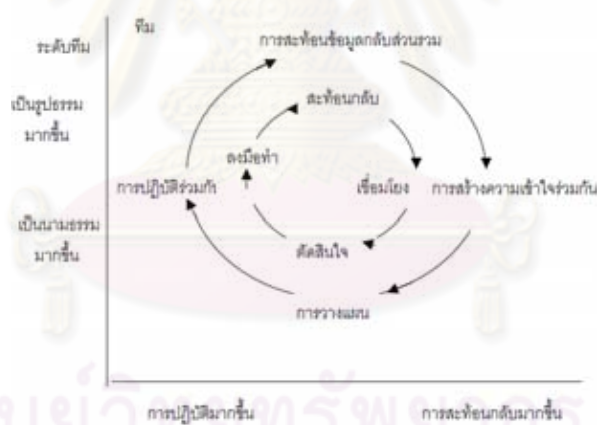 ทีม
ระดับทีม
การสะท้อนข้อมูลกลับส่วนรวม
เป็นรูปธรรม
มากขึ้น
สะท้อนกลับ
ลงมือทำ
การปฏิบัติร่วมกัน
เชื่อมโยง
การสร้างความเข้าใจร่วมกัน
เป็นนามธรรม
มากขึ้น
ตัดสินใจ
การวางแผน
การปฏิบัติมากขึ้น
การสะท้อนกลับมากขึ้น